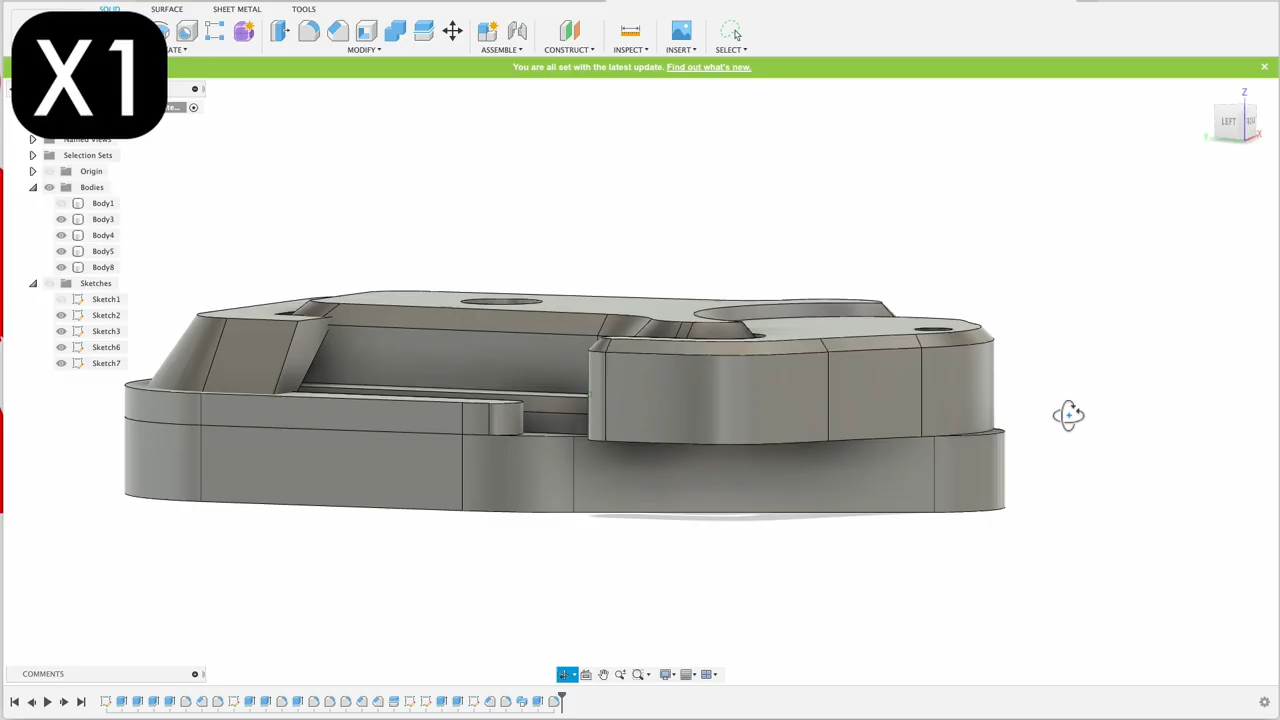 SOLID
SURFACE
SHEET METAL
TOOLS
X1
MODIFY
ASSEMBLE
CONSTRUCT
INSPECT
INSERT
SELECT
You are all set with the latest update. Find out what's new.
Named Views
Selection Sets
Origin
Bodies
Body1
Body3
Body4
Body5
Body8
Sketches
Sketch1
Sketch2
Sketch3
Sketch6
Sketch7
Z
LEFT
Y
X
COMMENTS